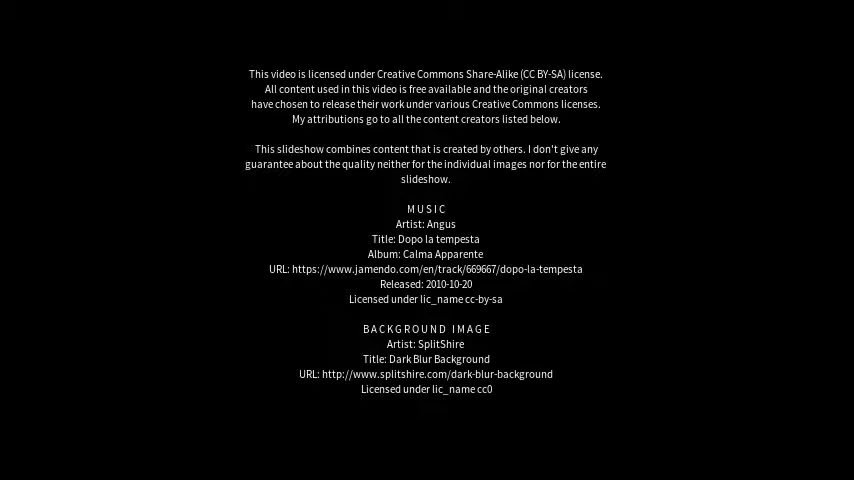 This video is licensed under Creative Commons Share-Alike (CC BY-SA) license.
All content used in this video is free available and the original creators
have chosen to release their work under various Creative Commons licenses.
My attributions go to all the content creators listed below.
This slideshow combines content that is created by others. I don't give any
guarantee about the quality neither for the individual images nor for the entire
slideshow.
MUSIC
Artist: Angus
Title: Dopo la tempesta
Album: Calma Apparente
URL: https://www.jamendo.com/en/track/669667/dopo-la-tempesta
Released: 2010-10-20
Licensed under lic_name cc-by-sa
BACKGROUND IMAGE
Artist: SplitShire
Title: Dark Blur Background
URL: http://www.splitshire.com/dark-blur-background
Licensed under lic_name cc0